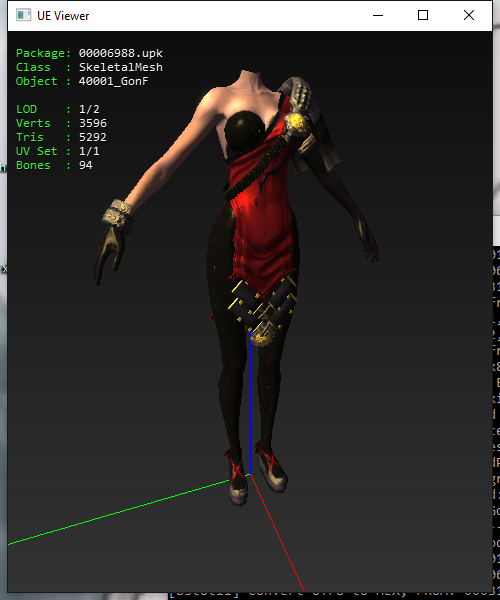 UE Viewer
Package: 00006988.upk
Class : SkeletalMesh
Object : 40001_GonF
LOD : 1/2
Verts : 3596
Tris : 5292
UV Set : 1/1
Bones : 94